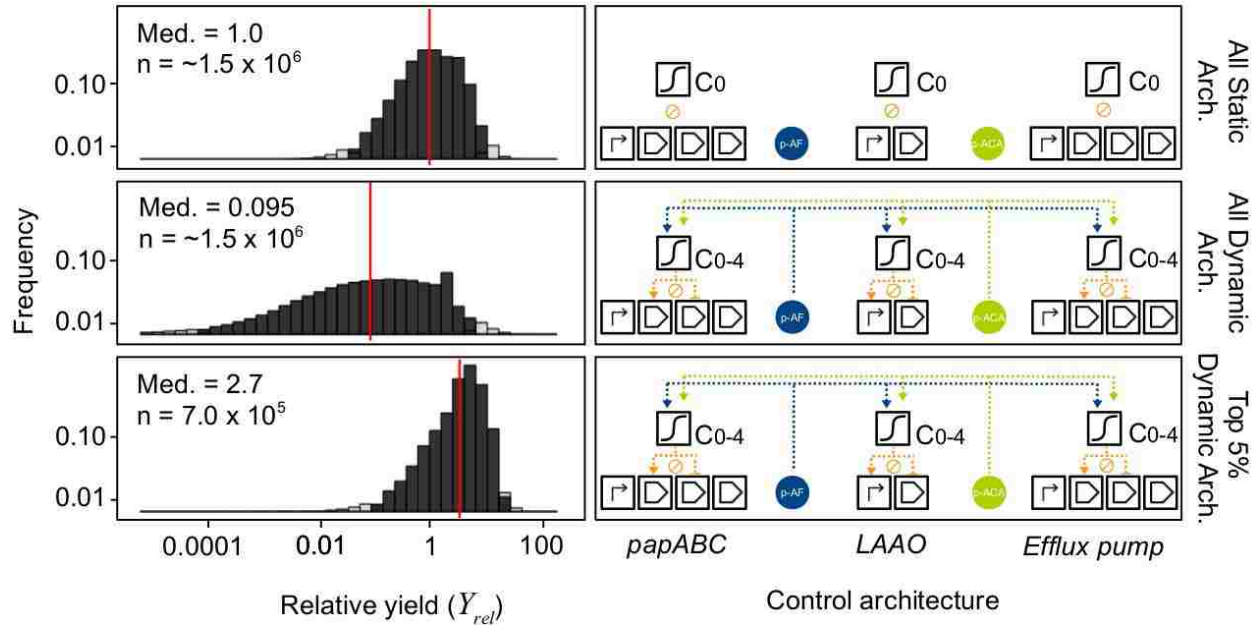 Med. = 1.0
n = ~1.5 x 10⁶
0.10
0.01
C0
C0
C0
p-AF
p-ACA
All Static
Arch.
Med. = 0.095
n = ~1.5 x 10⁶
0.10
0.01
C0-4
C0-4
C0-4
p-AF
p-ACA
All Dynamic
Arch.
Med. = 2.7
n = 7.0 x 10⁵
0.10
0.01
C0-4
C0-4
C0-4
p-AF
p-ACA
Top 5%
Dynamic Arch.
Frequency
0.0001
0.01
1
100
papABC
LAAO
Efflux pump
Relative yield (Yrel)
Control architecture